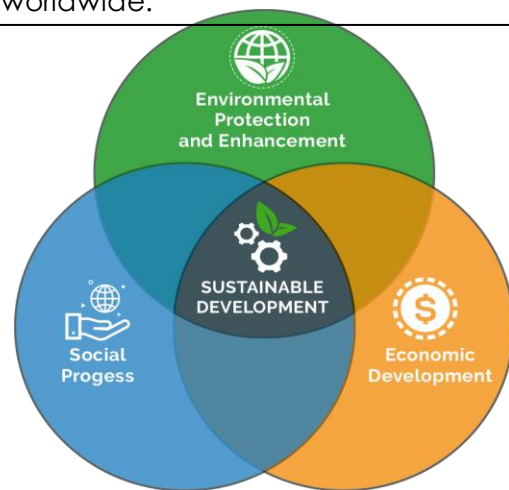 worldwide.
Environmental
Protection
and Enhancement
SUSTAINABLE
DEVELOPMENT
$
Social
Progess
Economic
Development